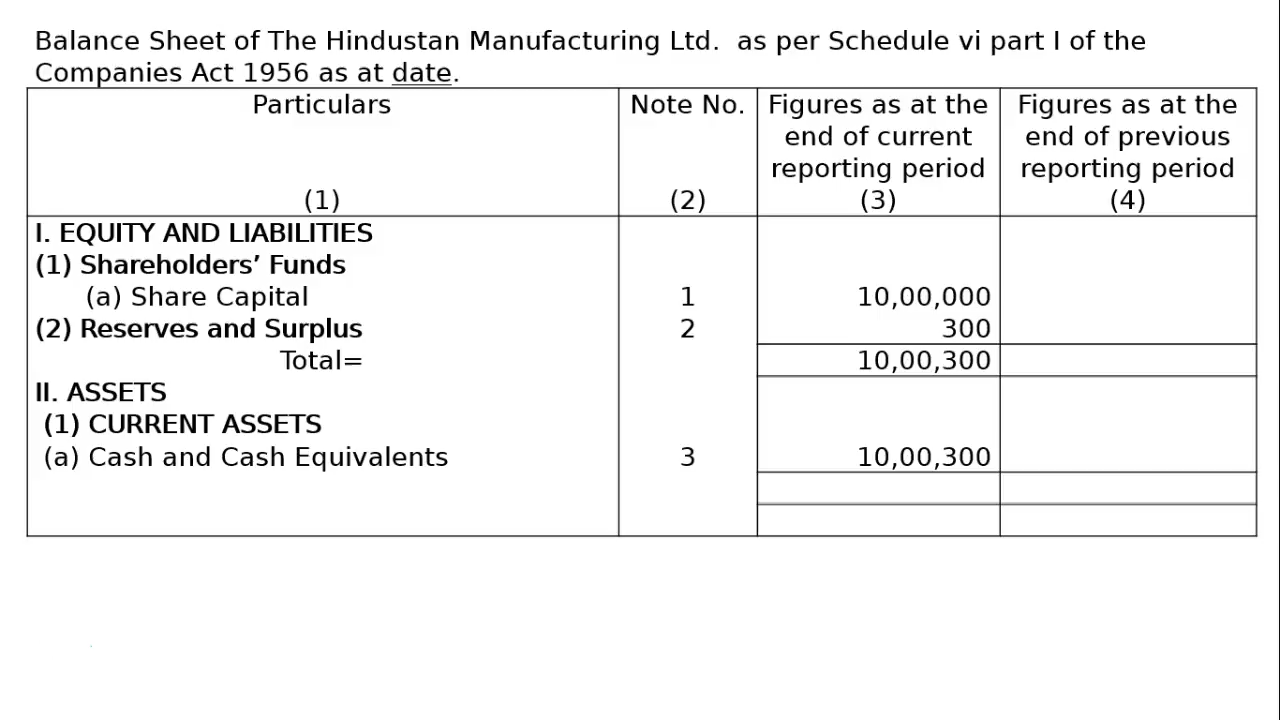 Balance Sheet of The Hindustan Manufacturing Ltd.  as per Schedule vi part I of the
Companies Act 1956 as at date.
Particulars Note No. Figures as at the Figures as at the
end of current end of previous
reporting period reporting period
(1) (2) (3) (4)
I. EQUITY AND LIABILITIES
(1) Shareholders’ Funds
(a) Share Capital 1 10,00,000
(2) Reserves and Surplus 2 300
Total= 10,00,300
II. ASSETS
(1) CURRENT ASSETS
(a) Cash and Cash Equivalents 3 10,00,300